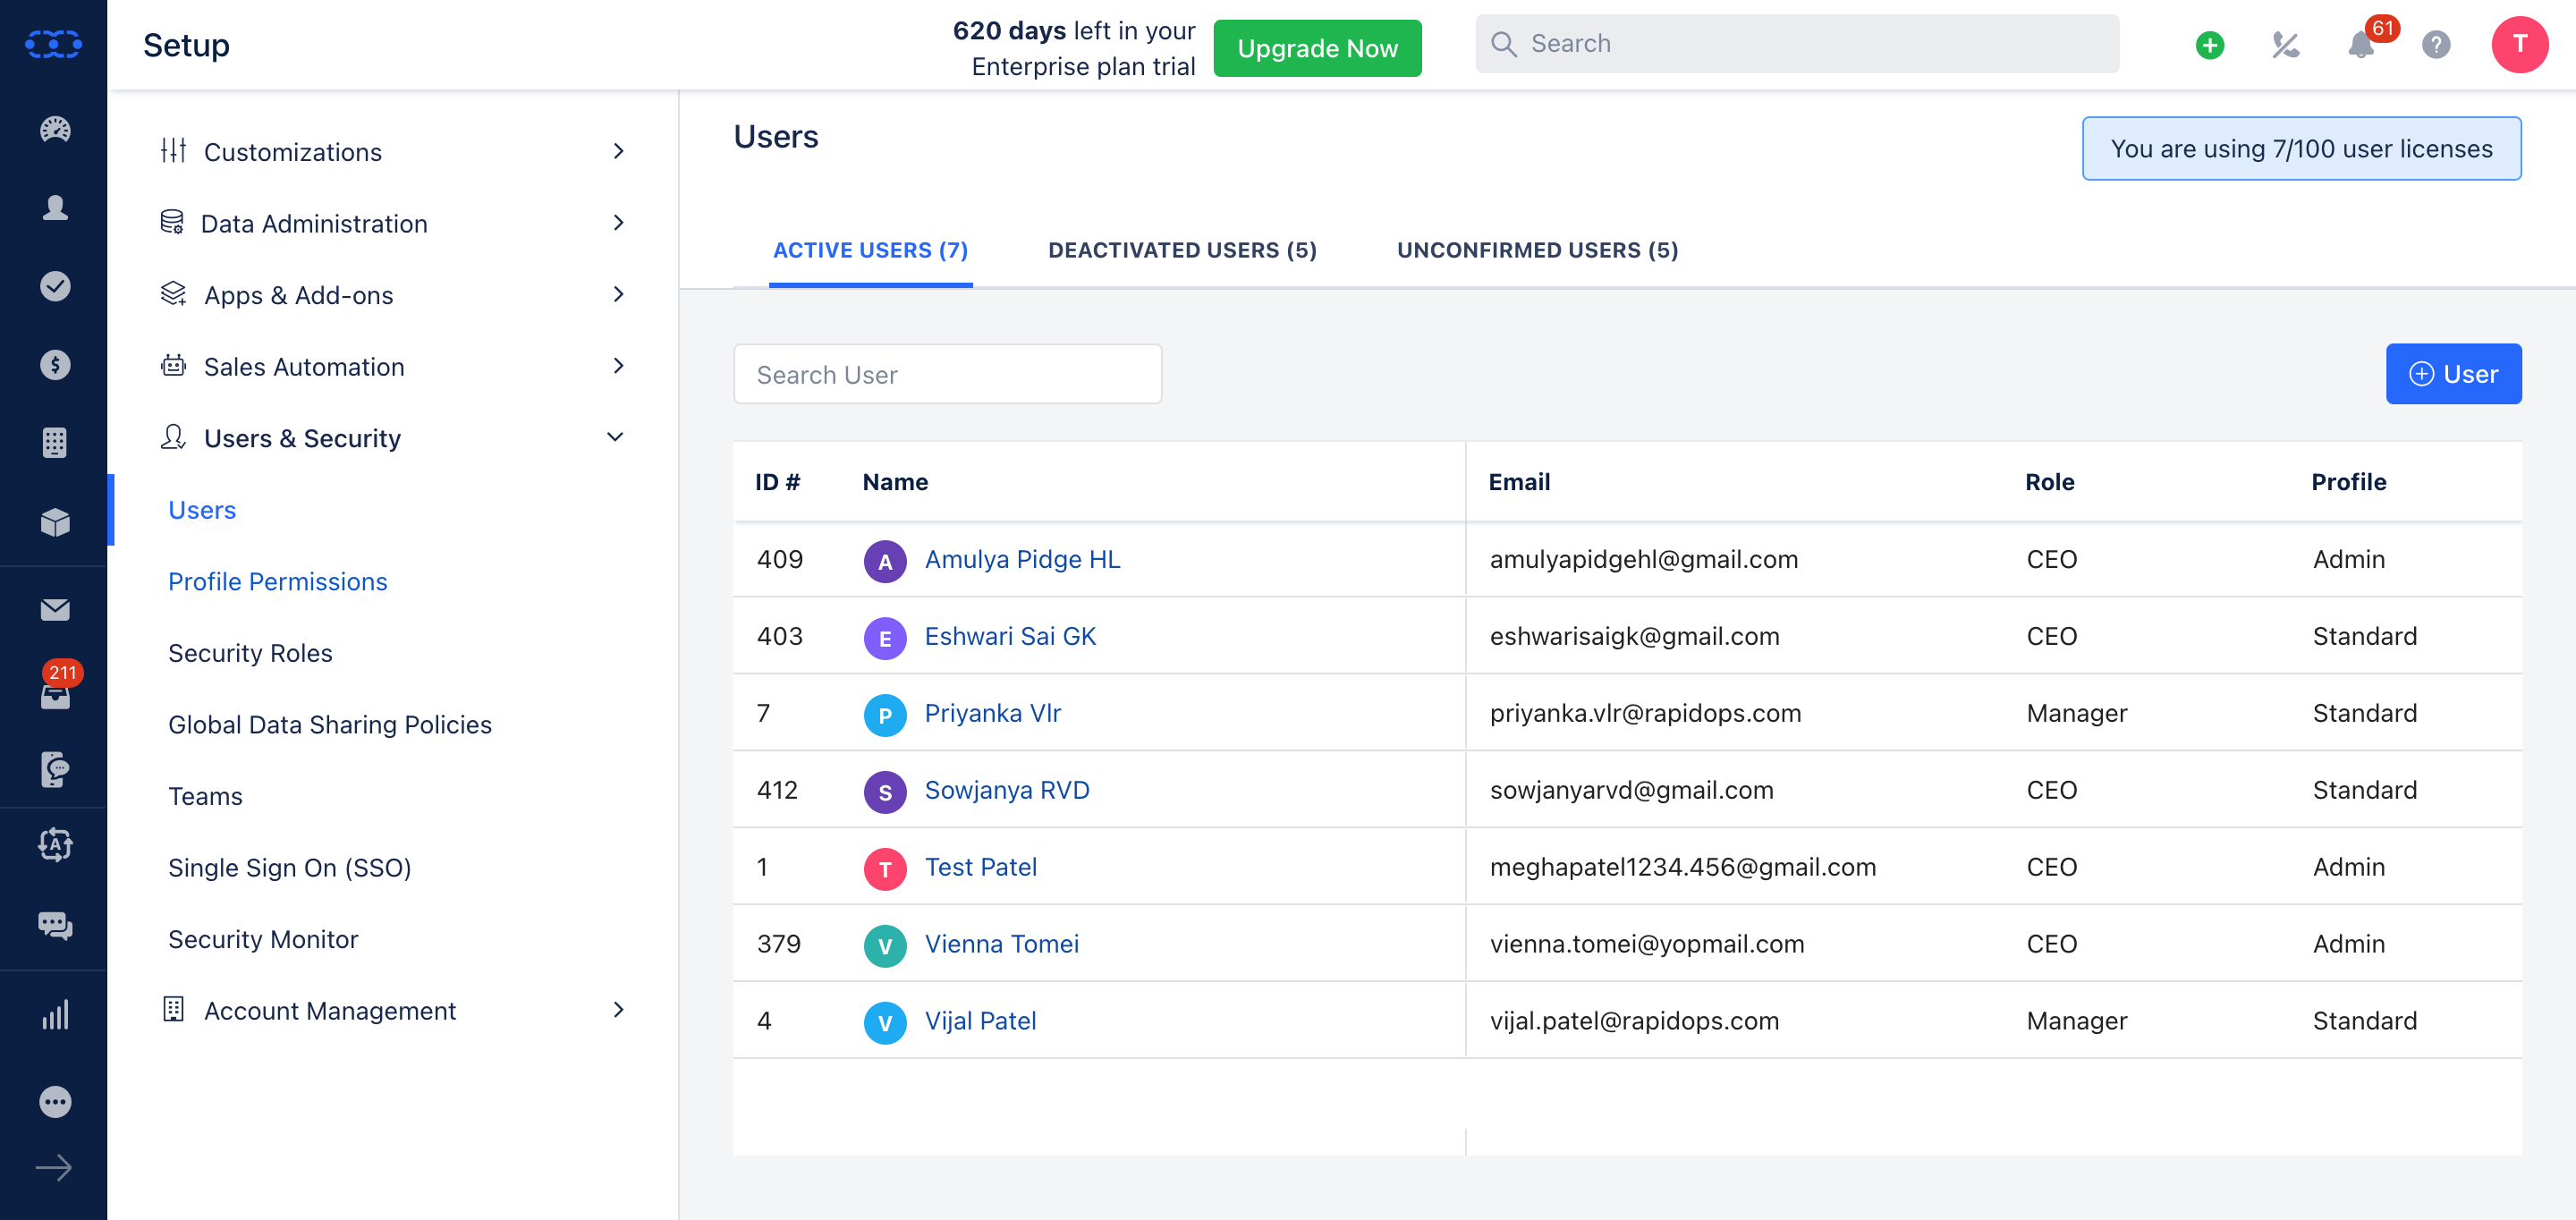 Setup
620 days left in your
Enterprise plan trial
Upgrade Now
Search
61
?
T
Customizations
Data Administration
Apps & Add-ons
Sales Automation
Users & Security
Users
Profile Permissions
Security Roles
Global Data Sharing Policies
Teams
Single Sign On (SSO)
Security Monitor
Account Management
$
211
A
Users
You are using 7/100 user licenses
ACTIVE USERS (7) DEACTIVATED USERS (5) UNCONFIRMED USERS (5)
Search User
User
ID # Name Email Role Profile
409 A Amulya Pidge HL amulyapidgehl@gmail.com CEO Admin
403 E Eshwari Sai GK eshwarisaigk@gmail.com CEO Standard
7 P Priyanka Vlr priyanka.vlr@rapidops.com Manager Standard
412 S Sowjanya RVD sowjanyarvd@gmail.com CEO Standard
1 T Test Patel meghapatel1234.456@gmail.com CEO Admin
379 V Vienna Tomei vienna.tomei@yopmail.com CEO Admin
4 V Vijal Patel vijal.patel@rapidops.com Manager Standard